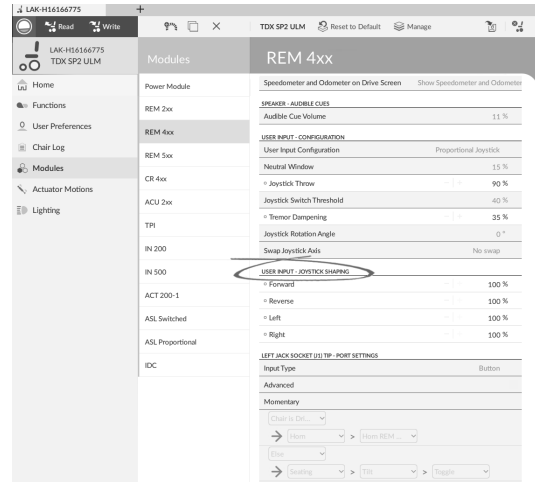 LAK-H16166775 +
Read Write TDX SP2 ULM Reset to Default Manage
LAK-H16166775
TDX SP2 ULM
Modules
REM 4xx
Home
Functions
User Preferences
Chair Log
Modules
Actuator Motions
Lighting
Power Module
REM 2xx
REM 4xx
REM 5xx
CR 4xx
ACU 2xx
TPI
IN 200
IN 500
ACT 200-1
ASL Switched
ASL Proportional
IDC
Speedometer and Odometer on Drive Screen Show Speedometer and Odometer
SPEAKER - AUDIBLE CUES
Audible Cue Volume 11 %
USER INPUT - CONFIGURATION
User Input Configuration Proportional Joystick
Neutral Window 15 %
Joystick Throw 90 %
Joystick Switch Threshold 40 %
Tremor Dampening 35 %
Joystick Rotation Angle 0 °
Swap Joystick Axis No swap
USER INPUT - JOYSTICK SHAPING
Forward 100 %
Reverse 100 %
Left 100 %
Right 100 %
LEFT JACK SOCKET (J1) TIP - PORT SETTINGS
Input Type Button
Advanced
Momentary
Chair is Dri...
Horn > Horn REM ...
Else
Seating > Tilt > Toggle